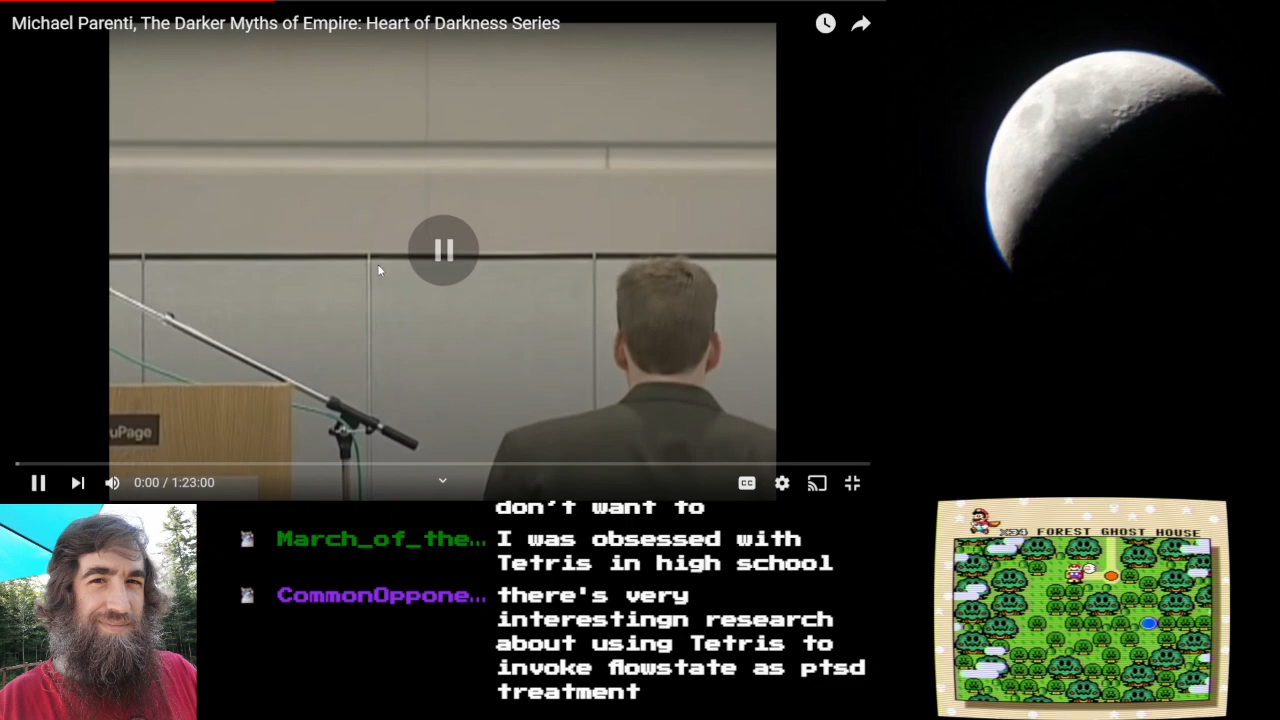 Michael Parenti, The Darker Myths of Empire: Heart of Darkness Series
uPage
0:00 / 1:23:00
CC
don't want to
March_of_the... I was obsessed with
Tetris in high school
CommonOppone... there's very
interestingn research
about using Tetris to
invoke flowstate as ptsd
treatment
FOREST GHOST HOUSE